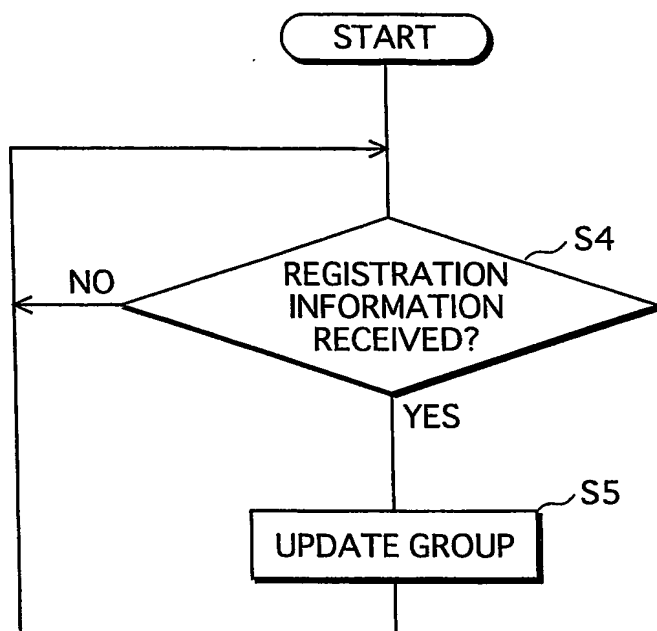 START
S4
NO
REGISTRATION
INFORMATION
RECEIVED?
YES
S5
UPDATE GROUP